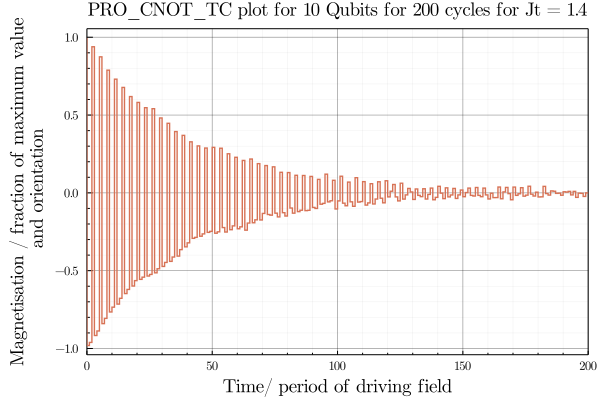 PRO_CNOT_TC plot for 10 Qubits for 200 cycles for Jt = 1.4
Magnetisation / fraction of maximum value
and orientation
1.0
0.5
0.0
−0.5
−1.0
0 50 100 150 200
Time/ period of driving field